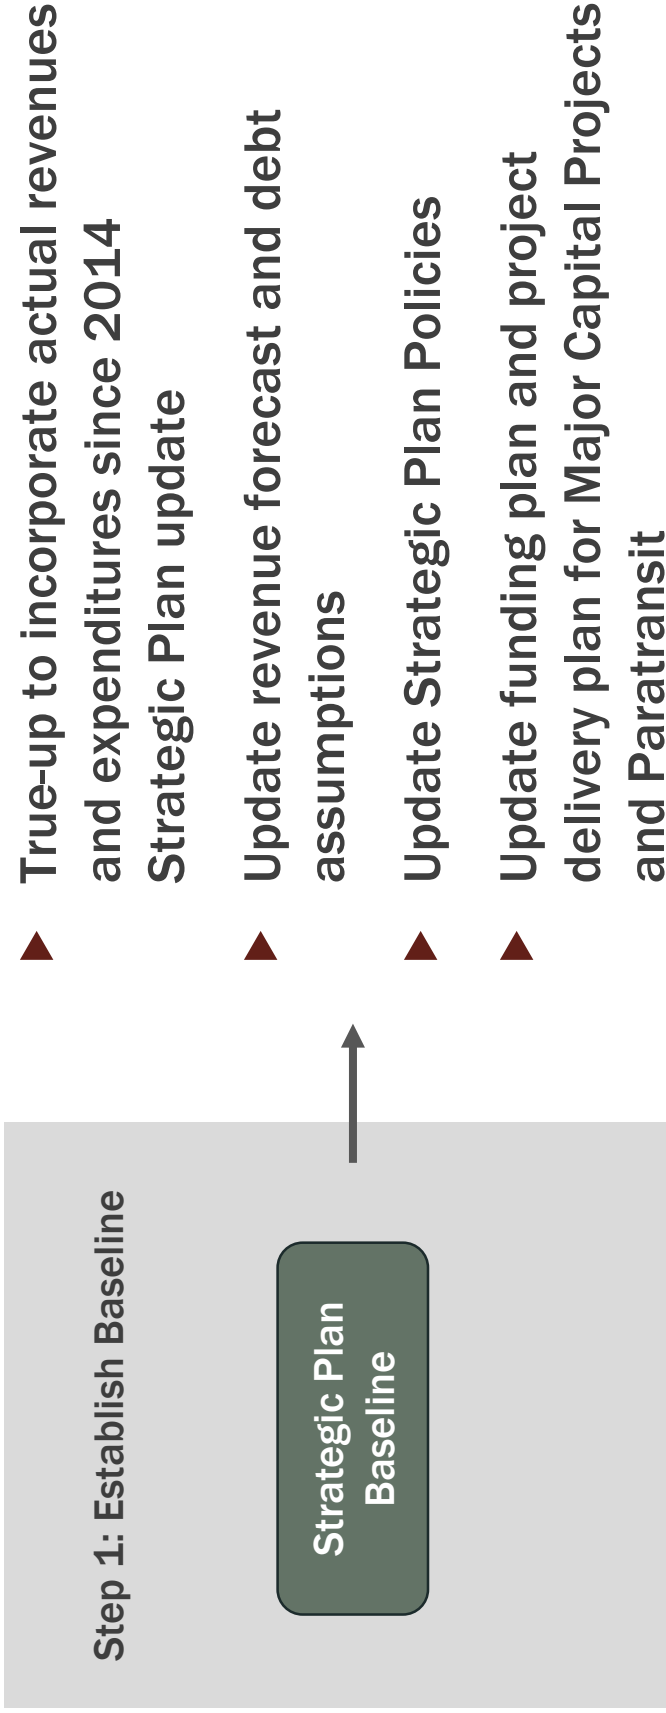 Step 1: Establish Baseline
Strategic Plan
Baseline
True-up to incorporate actual revenues
and expenditures since 2014
Strategic Plan update
Update revenue forecast and debt
assumptions
Update Strategic Plan Policies
Update funding plan and project
delivery plan for Major Capital Projects
and Paratransit